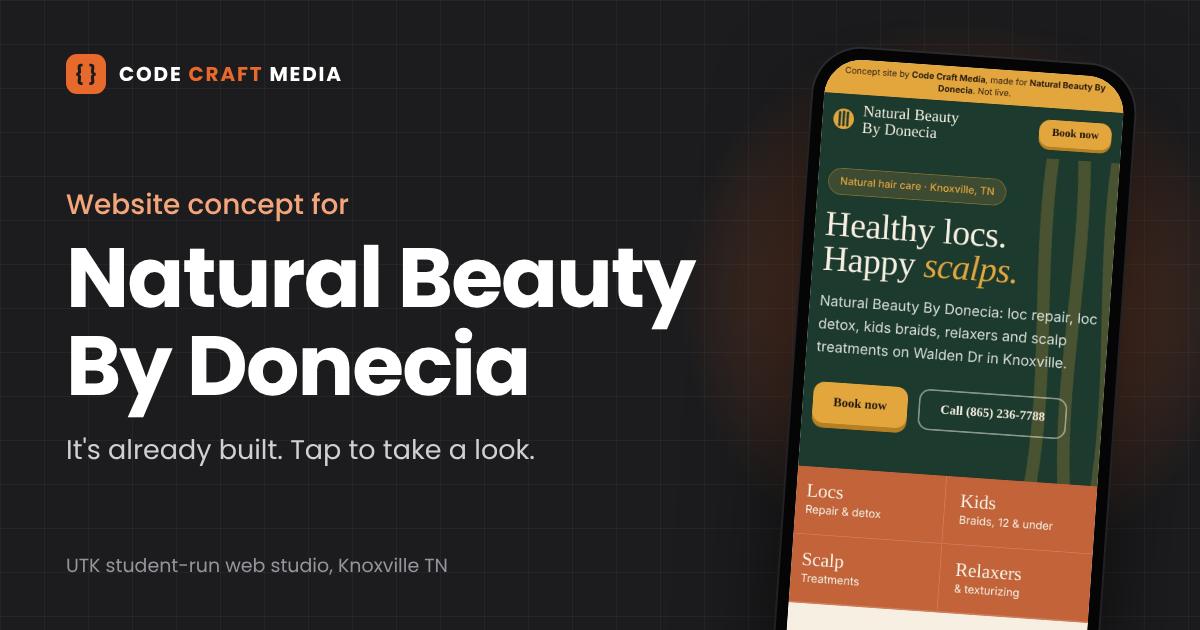 { } CODE CRAFT MEDIA
Website concept for
Natural Beauty
By Donecia
It's already built. Tap to take a look.
UTK student-run web studio, Knoxville TN
Concept site by Code Craft Media, made for Natural Beauty By
Donecia. Not live.
Natural Beauty
By Donecia
Book now
Natural hair care · Knoxville, TN
Healthy locs.
Happy scalps.
Natural Beauty By Donecia: loc repair, loc
detox, kids braids, relaxers and scalp
treatments on Walden Dr in Knoxville.
Book now
Call (865) 236-7788
Locs
Repair & detox
Kids
Braids, 12 & under
Scalp
Treatments
Relaxers
& texturizing